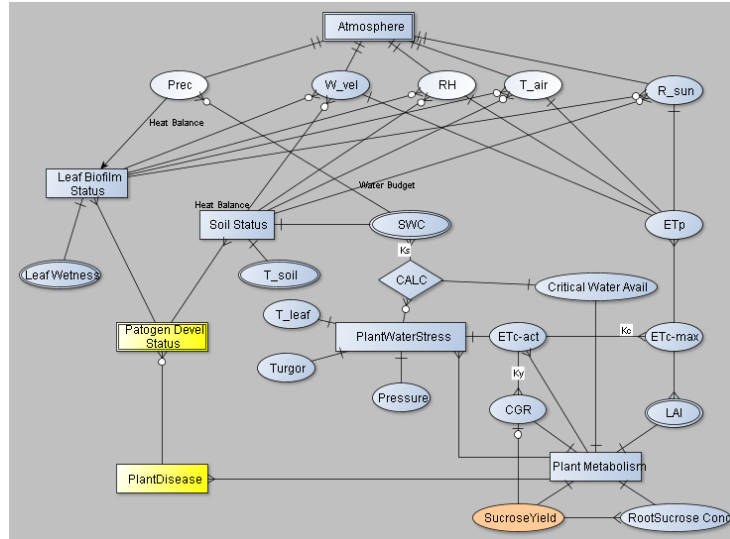 Atmosphere
Prec
W_vel
RH
T_air
R_sun
Heat Balance
Leaf Biofilm
Status
Water Budget
Heat Balance
Soil Status
SWC
ETp
Ks
Leaf Wetness
T_soil
CALC
Critical Water Avail
T_leaf
Patogen Devel
Status
PlantWaterStress
ETc-act
Kc
ETc-max
Turgor
Ky
Pressure
CGR
LAI
PlantDisease
Plant Metabolism
SucroseYield
RootSucrose Conc